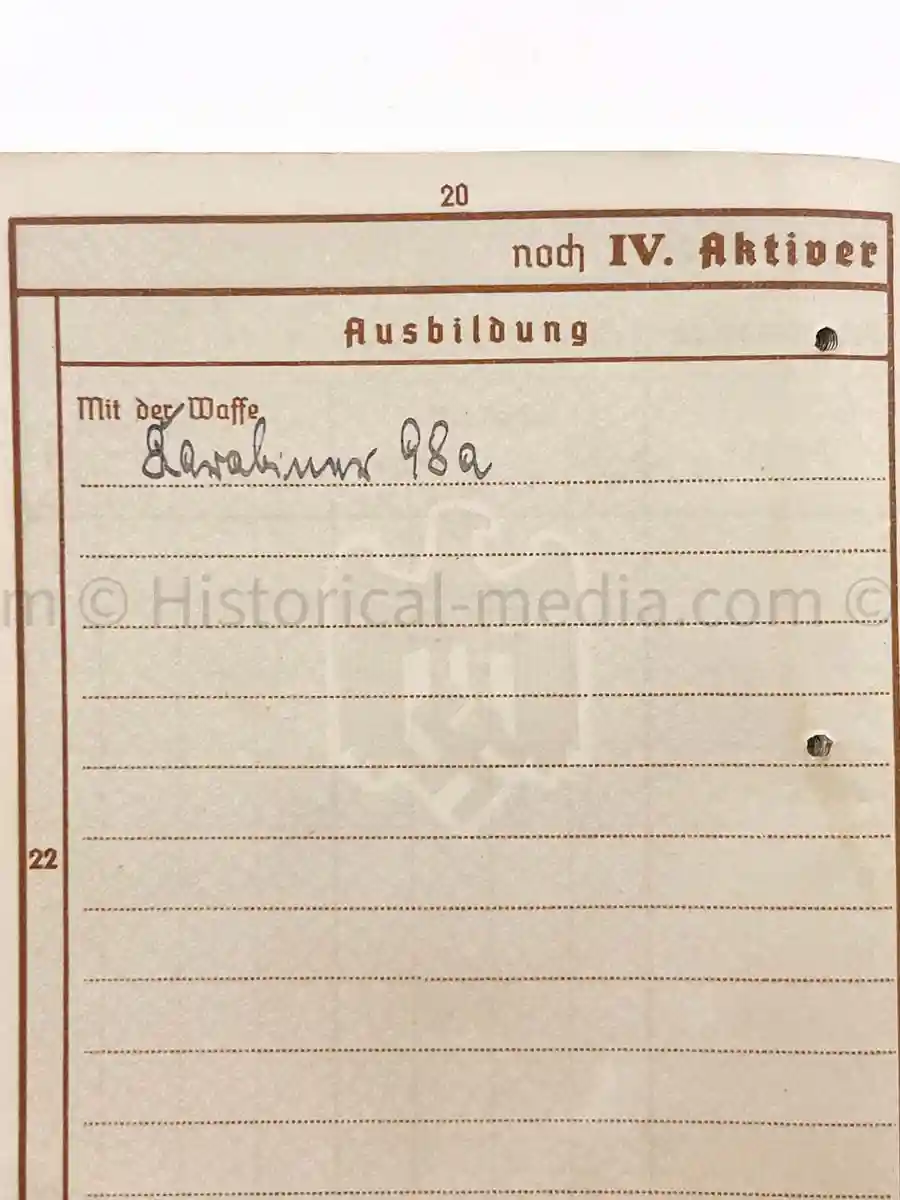 20
noch IV. Aktiver
Ausbildung
Mit der Waffe
Karabiner 98a
m © Historical-media.com ©
22